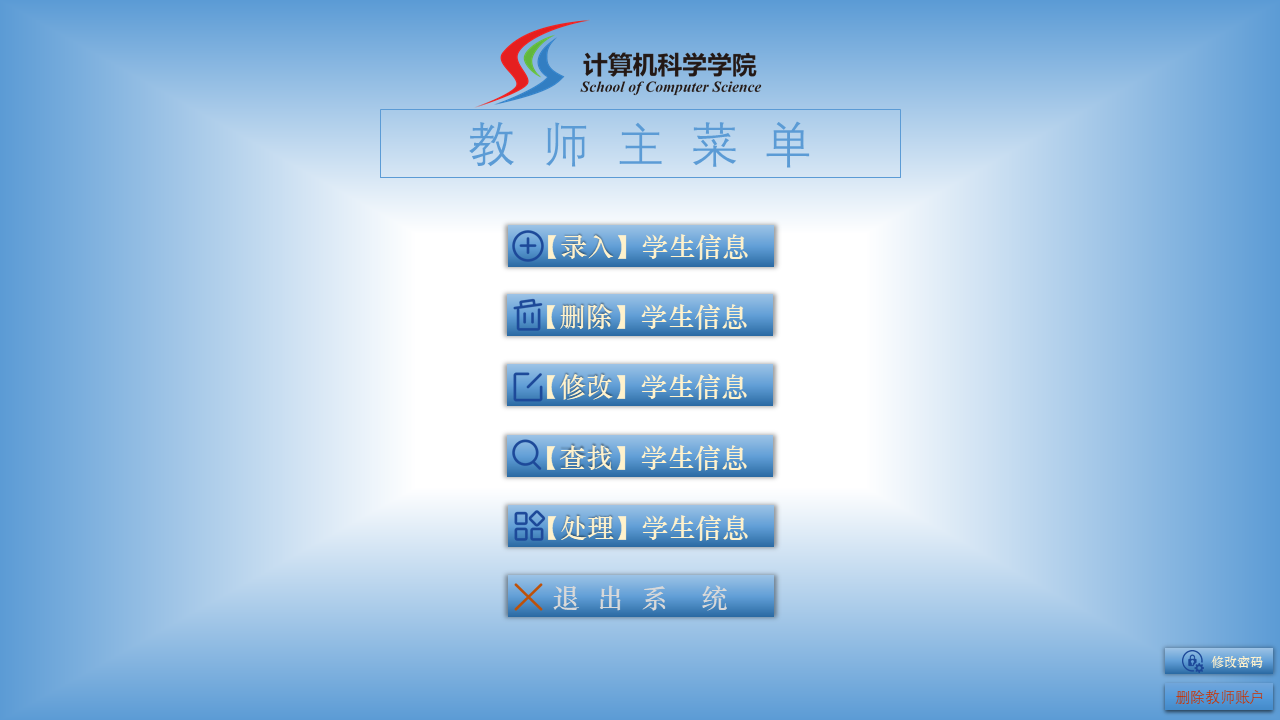 计算机科学学院
School of Computer Science
教师主菜单
【录入】学生信息
【删除】学生信息
【修改】学生信息
【查找】学生信息
【处理】学生信息
退出系统
修改密码
删除教师账户